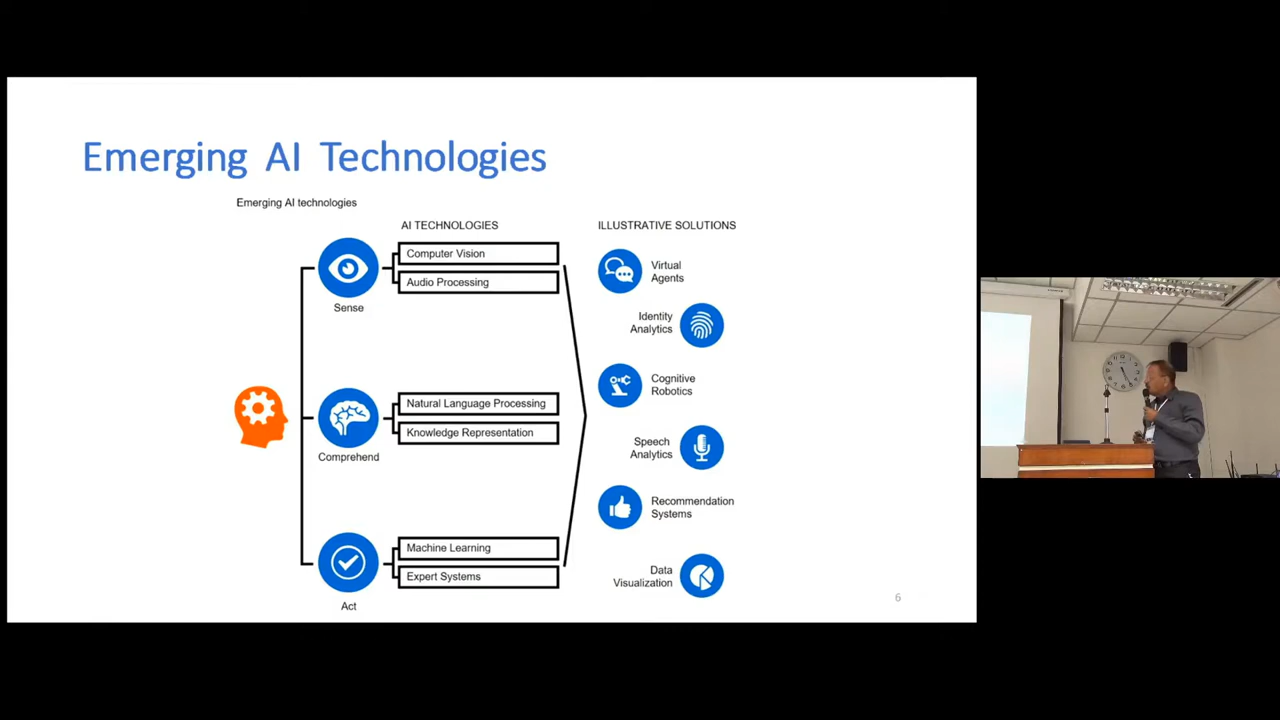 Emerging AI Technologies
Emerging AI technologies
AI TECHNOLOGIES
ILLUSTRATIVE SOLUTIONS
Sense
Computer Vision
Audio Processing
Comprehend
Natural Language Processing
Knowledge Representation
Act
Machine Learning
Expert Systems
Virtual
Agents
Identity
Analytics
Cognitive
Robotics
Speech
Analytics
Recommendation
Systems
Data
Visualization
6